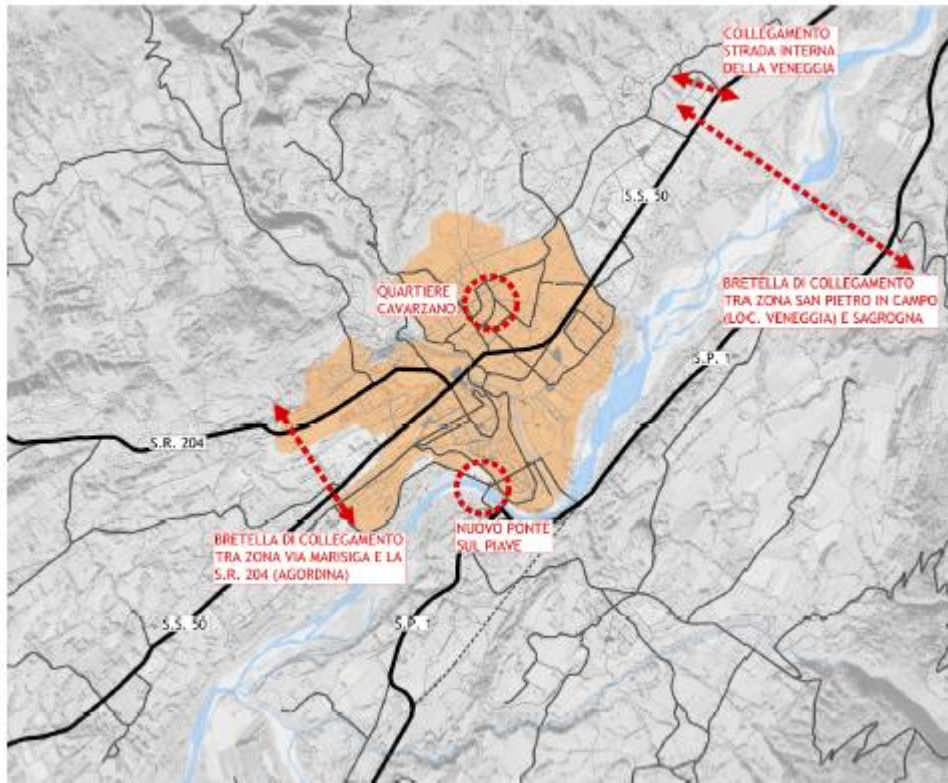 COLLEGAMENTO
STRADA INTERNA
DELLA VENEGGIA
S.S. 50
QUARTIERE
CAVARZANO
BRETELLA DI COLLEGAMENTO
TRA ZONA SAN PIETRO IN CAMPO
(LOC. VENEGGIA) E SAGROGNA
S.P. 1
S.R. 204
NUOVO PONTE
SUL PIAVE
BRETELLA DI COLLEGAMENTO
TRA ZONA VIA MARISIGA E LA
S.R. 204 (AGORDINA)
S.S. 50
S.P. 1